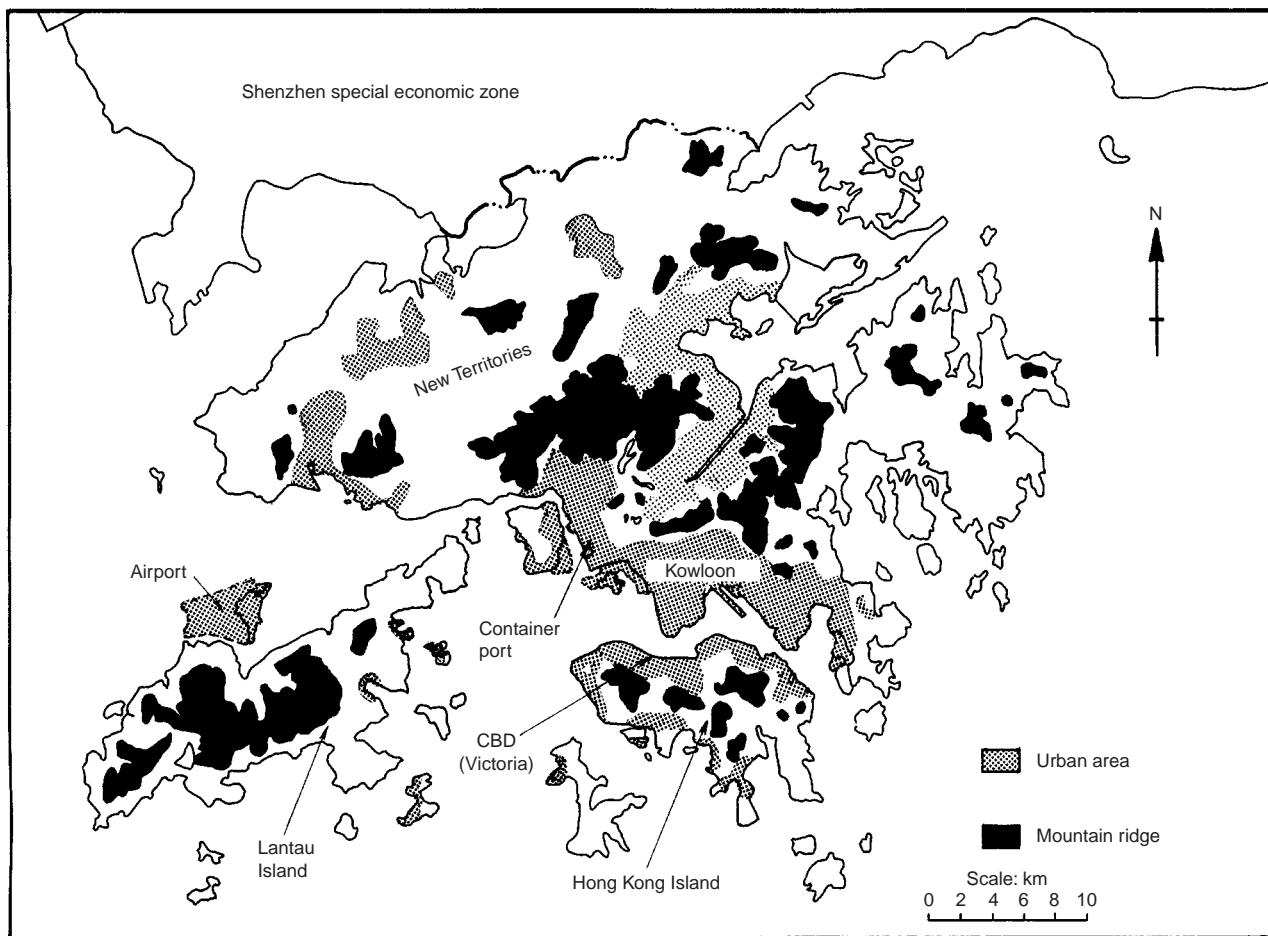 Shenzhen special economic zone
N
New Territories
Airport
Kowloon
Container
port
CBD
(Victoria)
Urban area
Mountain ridge
Lantau
Island
Hong Kong Island
Scale: km
0 2 4 6 8 10